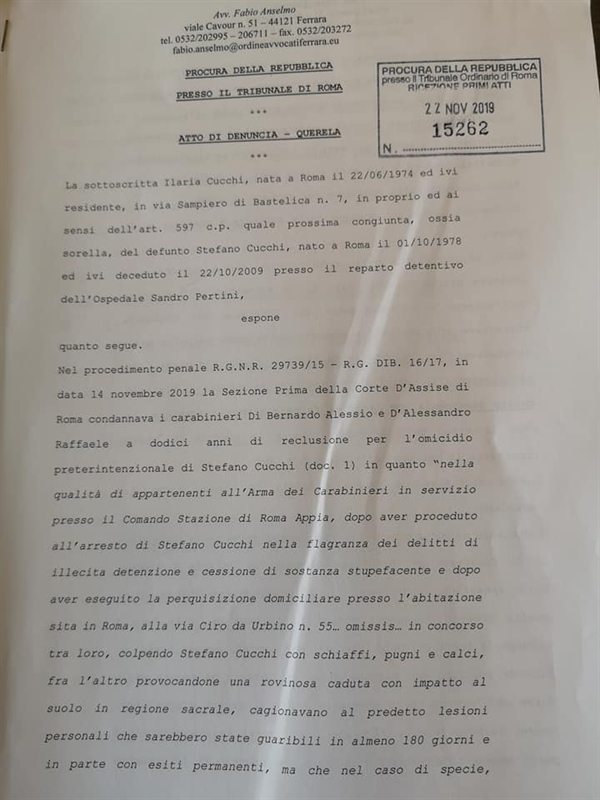 Avv. Fabio Anselmo
viale Cavour n. 51 – 44121 Ferrara
tel. 0532/202995 – 206711 – fax. 0532/203272
fabio.anselmo@ordineavvocatiferrara.eu
PROCURA DELLA REPUBBLICA
PRESSO IL TRIBUNALE DI ROMA
***
ATTO DI DENUNCIA – QUERELA
***
PROCURA DELLA REPUBBLICA
presso il Tribunale Ordinario di Roma
RICEZIONE PRIMI ATTI
22 NOV 2019
15262
N.
La sottoscritta Ilaria Cucchi, nata a Roma il 22/06/1974 ed ivi
residente, in via Sampiero di Bastelica n. 7, in proprio ed ai
sensi dell'art. 597 c.p. quale prossima congiunta, ossia
sorella, del defunto Stefano Cucchi, nato a Roma il 01/10/1978
ed ivi deceduto il 22/10/2009 presso il reparto detentivo
dell'Ospedale Sandro Pertini,
espone
quanto segue.
Nel procedimento penale R.G.N.R. 29739/15 – R.G. DIB. 16/17, in
data 14 novembre 2019 la Sezione Prima della Corte D'Assise di
Roma condannava i carabinieri Di Bernardo Alessio e D'Alessandro
Raffaele a dodici anni di reclusione per l'omicidio
preterintenzionale di Stefano Cucchi (doc. 1) in quanto "nella
qualità di appartenenti all'Arma dei Carabinieri in servizio
presso il Comando Stazione di Roma Appia, dopo aver proceduto
all'arresto di Stefano Cucchi nella flagranza dei delitti di
illecita detenzione e cessione di sostanza stupefacente e dopo
aver eseguito la perquisizione domiciliare presso l'abitazione
sita in Roma, alla via Ciro da Urbino n. 55… omissis… in concorso
tra loro, colpendo Stefano Cucchi con schiaffi, pugni e calci,
fra l'altro provocandone una rovinosa caduta con impatto al
suolo in regione sacrale, cagionavano al predetto lesioni
personali che sarebbero state guaribili in almeno 180 giorni e
in parte con esiti permanenti, ma che nel caso di specie,